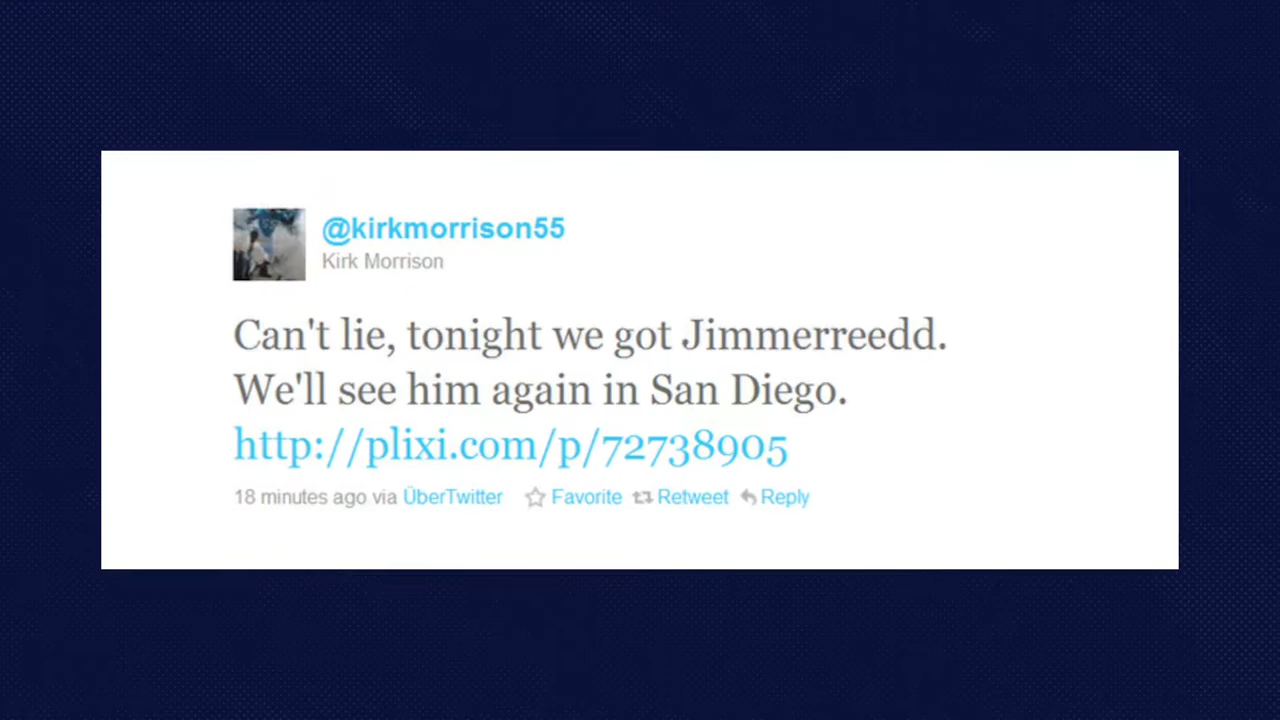 @kirkmorrison55
Kirk Morrison
Can't lie, tonight we got Jimmerreedd.
We'll see him again in San Diego.
http://plixi.com/p/72738905
18 minutes ago via ÜberTwitter Favorite Retweet Reply